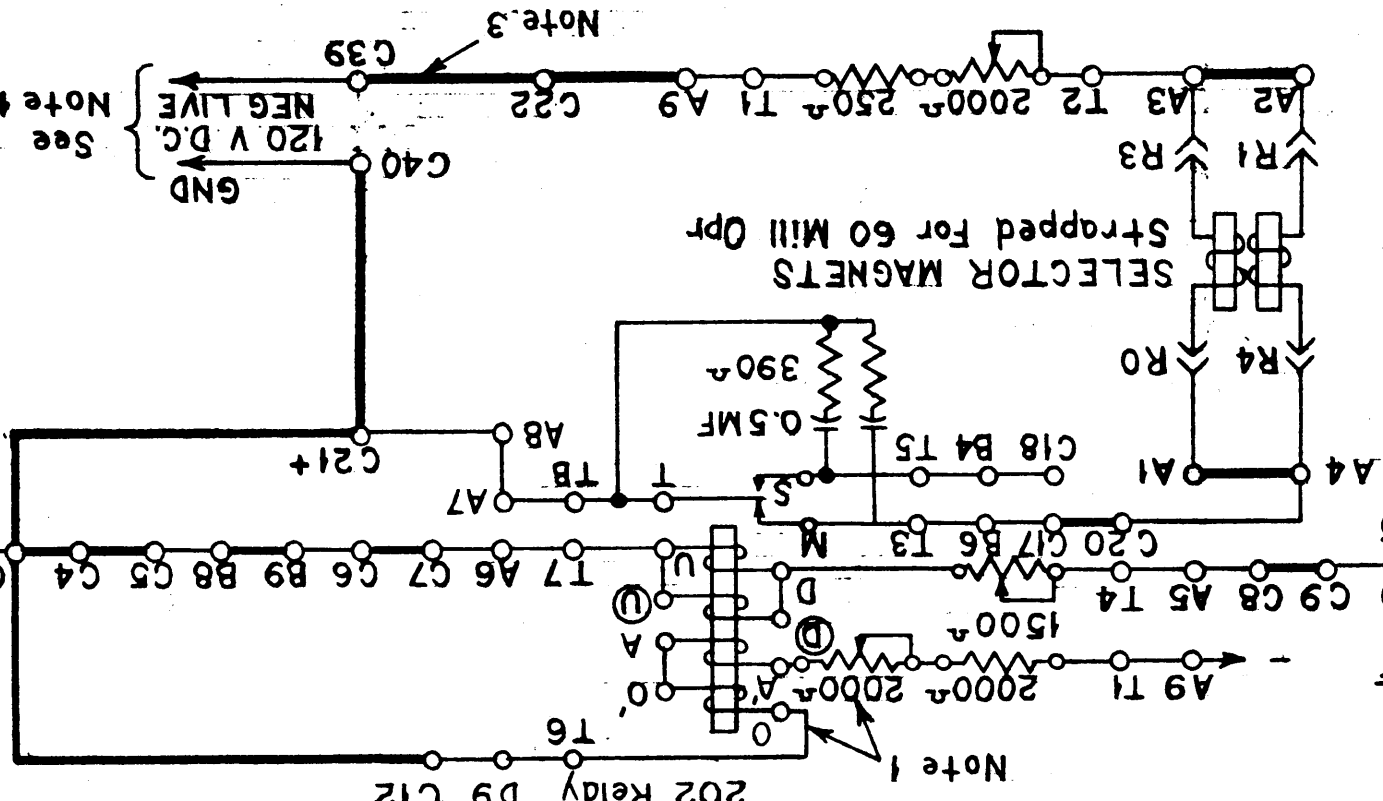 202 Relay D9 C12
Note 1
T6
O
- A9 T1 2000Ω 2000Ω A' O'
D A
1500Ω U
C9 C8 A5 T4 D U T7 A6 C7 C6 B9 B8 C5 C4
C20 C17 B6 T3 M
A4 A1 S T T8 A7
C18 B4 T5 A8 C21+
0.5MF
390Ω
R4 R0
SELECTOR MAGNETS
Strapped For 60 Mill Opr
R1 R3
GND
C40
120 V D.C.
NEG LIVE
See
Note
A2 A3 T2 2000Ω 250Ω T1 A9 C22
C39
Note.3